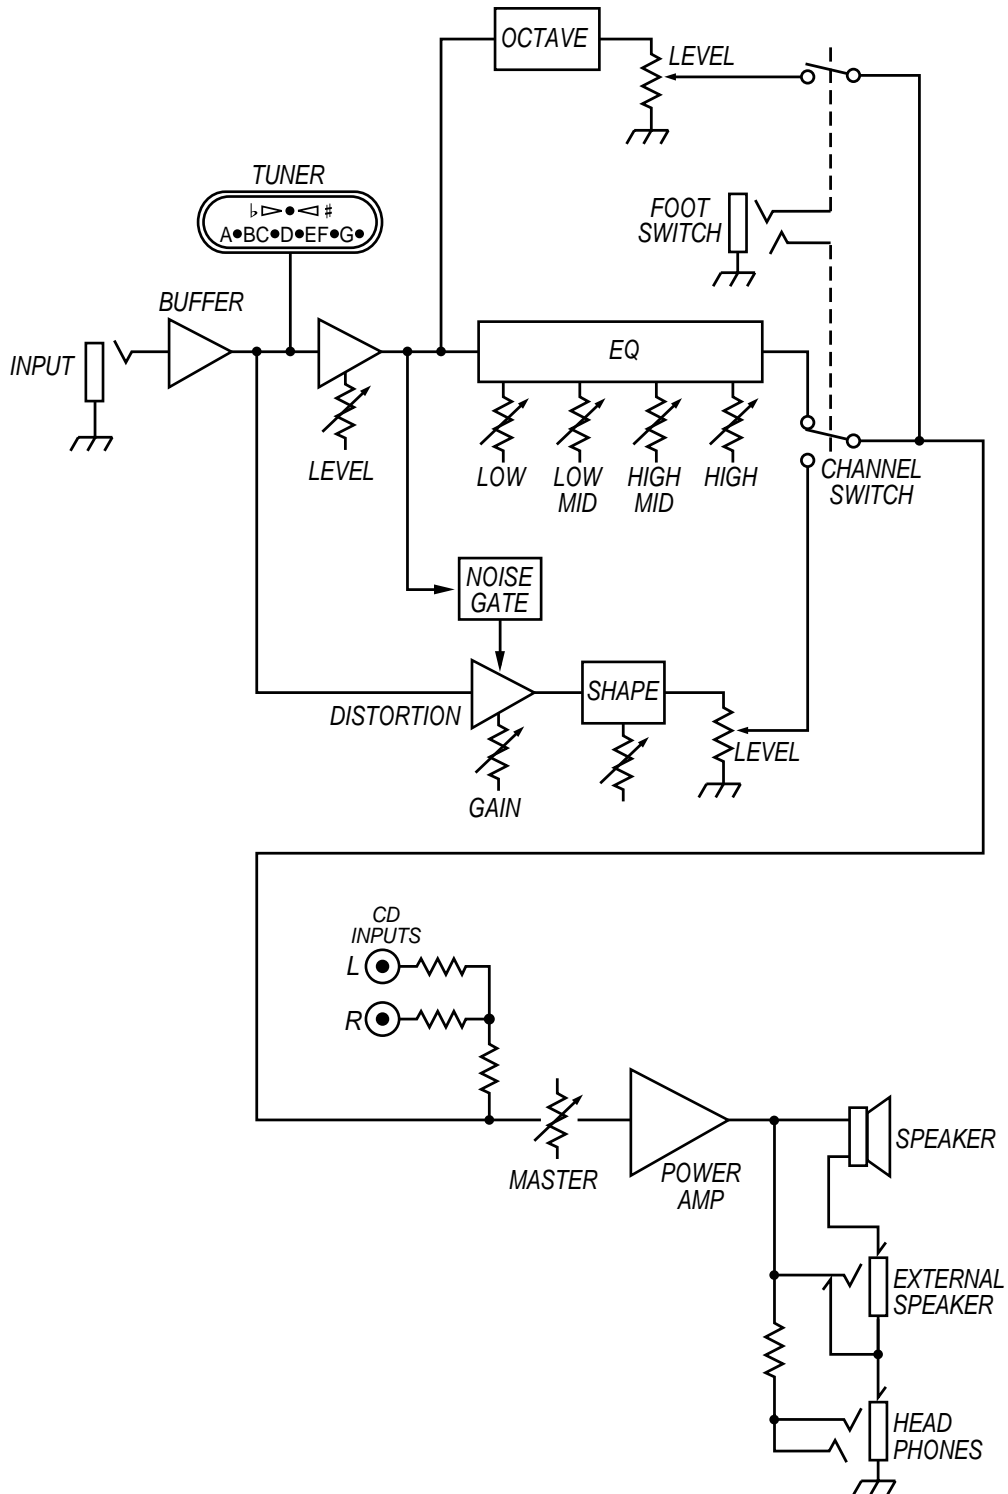 OCTAVE
LEVEL
TUNER
♭ ▷ • ◁ #
A•BC•D•EF•G•
FOOT
SWITCH
BUFFER
INPUT
EQ
LEVEL
LOW
LOW
MID
HIGH
MID
HIGH
CHANNEL
SWITCH
NOISE
GATE
DISTORTION
SHAPE
LEVEL
GAIN
CD
INPUTS
L
R
MASTER
POWER
AMP
SPEAKER
EXTERNAL
SPEAKER
HEAD
PHONES